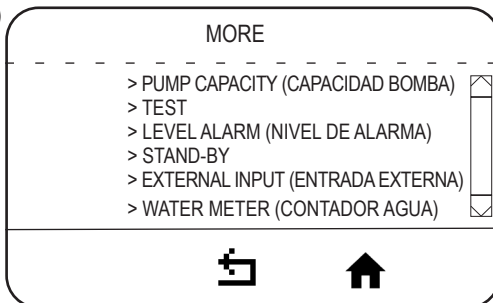 MORE
> PUMP CAPACITY (CAPACIDAD BOMBA)
> TEST
> LEVEL ALARM (NIVEL DE ALARMA)
> STAND-BY
> EXTERNAL INPUT (ENTRADA EXTERNA)
> WATER METER (CONTADOR AGUA)